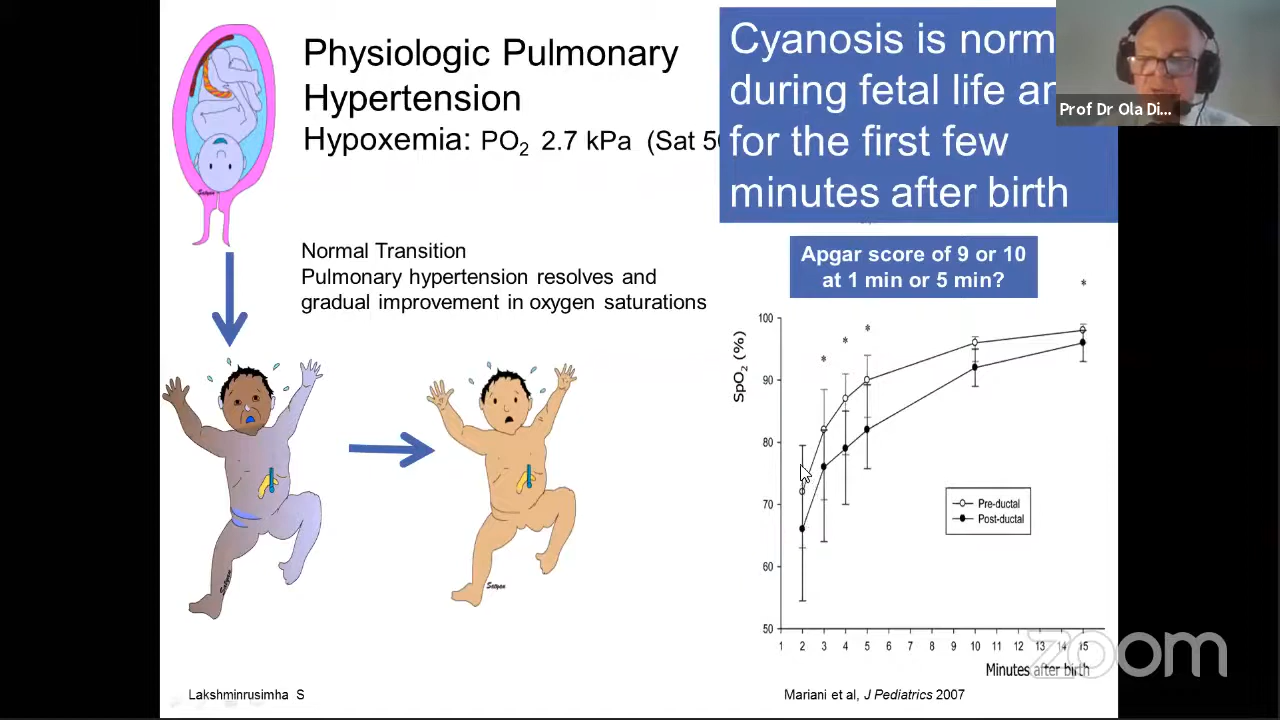 Physiologic Pulmonary
Hypertension
Hypoxemia: PO₂ 2.7 kPa (Sat
Cyanosis is
during fetal life
for the first few
minutes after birth
Prof Dr Ola Di...
Normal Transition
Pulmonary hypertension resolves and
gradual improvement in oxygen saturations
Apgar score of 9 or 10
at 1 min or 5 min?
* * * *
SpO₂ (%)
100
90
80
70
60
50
Pre-ductal
Post-ductal
1 2 3 4 5 6 7 8 9 10 11 12 13 14 15
Minutes after birth
zoom
Satyan
Satyan
Satyan
Lakshminrusimha S
Mariani et al, J Pediatrics 2007